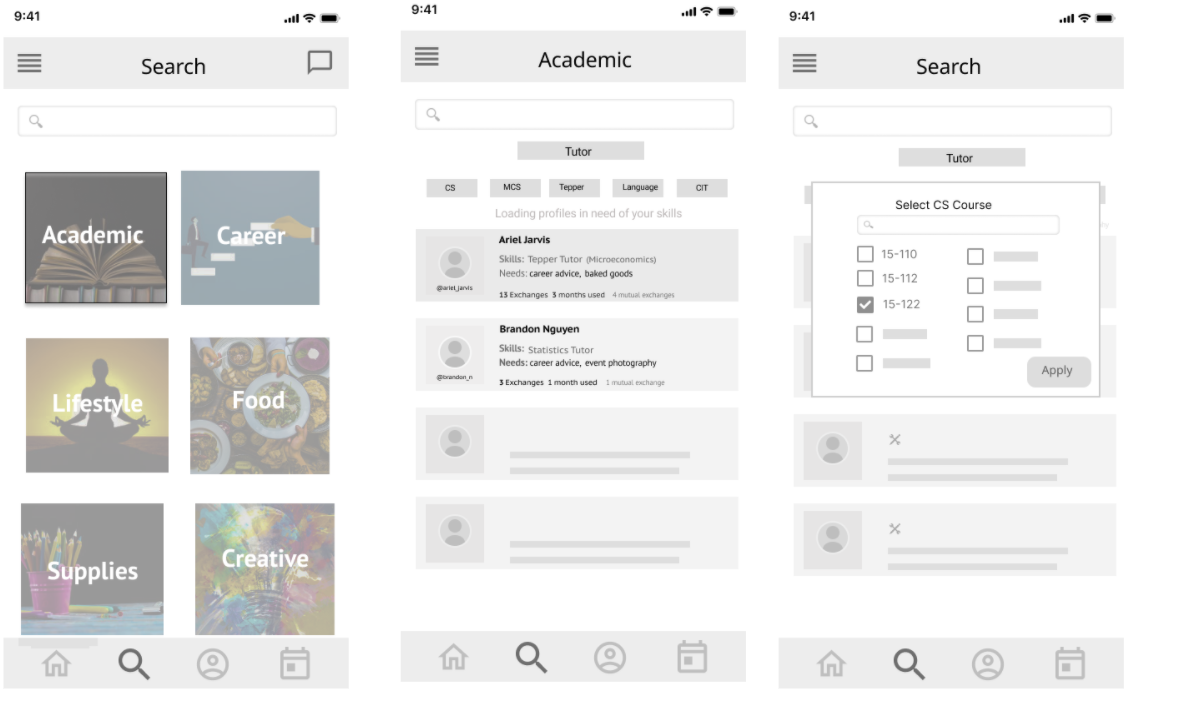 9:41
Search
Academic
Career
Lifestyle
Food
Supplies
Creative
9:41
Academic
Tutor
CS
MCS
Tepper
Language
CIT
Loading profiles in need of your skills
Ariel Jarvis
Skills: Tepper Tutor (Microeconomics)
Needs: career advice, baked goods
@ariel_jarvis
13 Exchanges 3 months used 4 mutual exchanges
Brandon Nguyen
Skills: Statistics Tutor
Needs: career advice, event photography
@brandon_n
3 Exchanges 1 month used 1 mutual exchange
9:41
Search
Tutor
Select CS Course
15-110
15-112
15-122
Apply